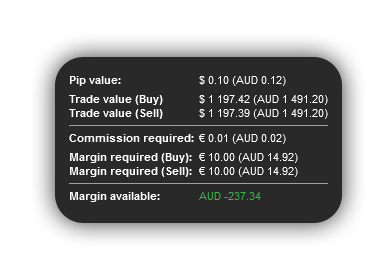 Pip value: $ 0.10 (AUD 0.12)
Trade value (Buy) $ 1 197.42 (AUD 1 491.20)
Trade value (Sell) $ 1 197.39 (AUD 1 491.20)
Commission required: € 0.01 (AUD 0.02)
Margin required (Buy): € 10.00 (AUD 14.92)
Margin required (Sell): € 10.00 (AUD 14.92)
Margin available: AUD -237.34